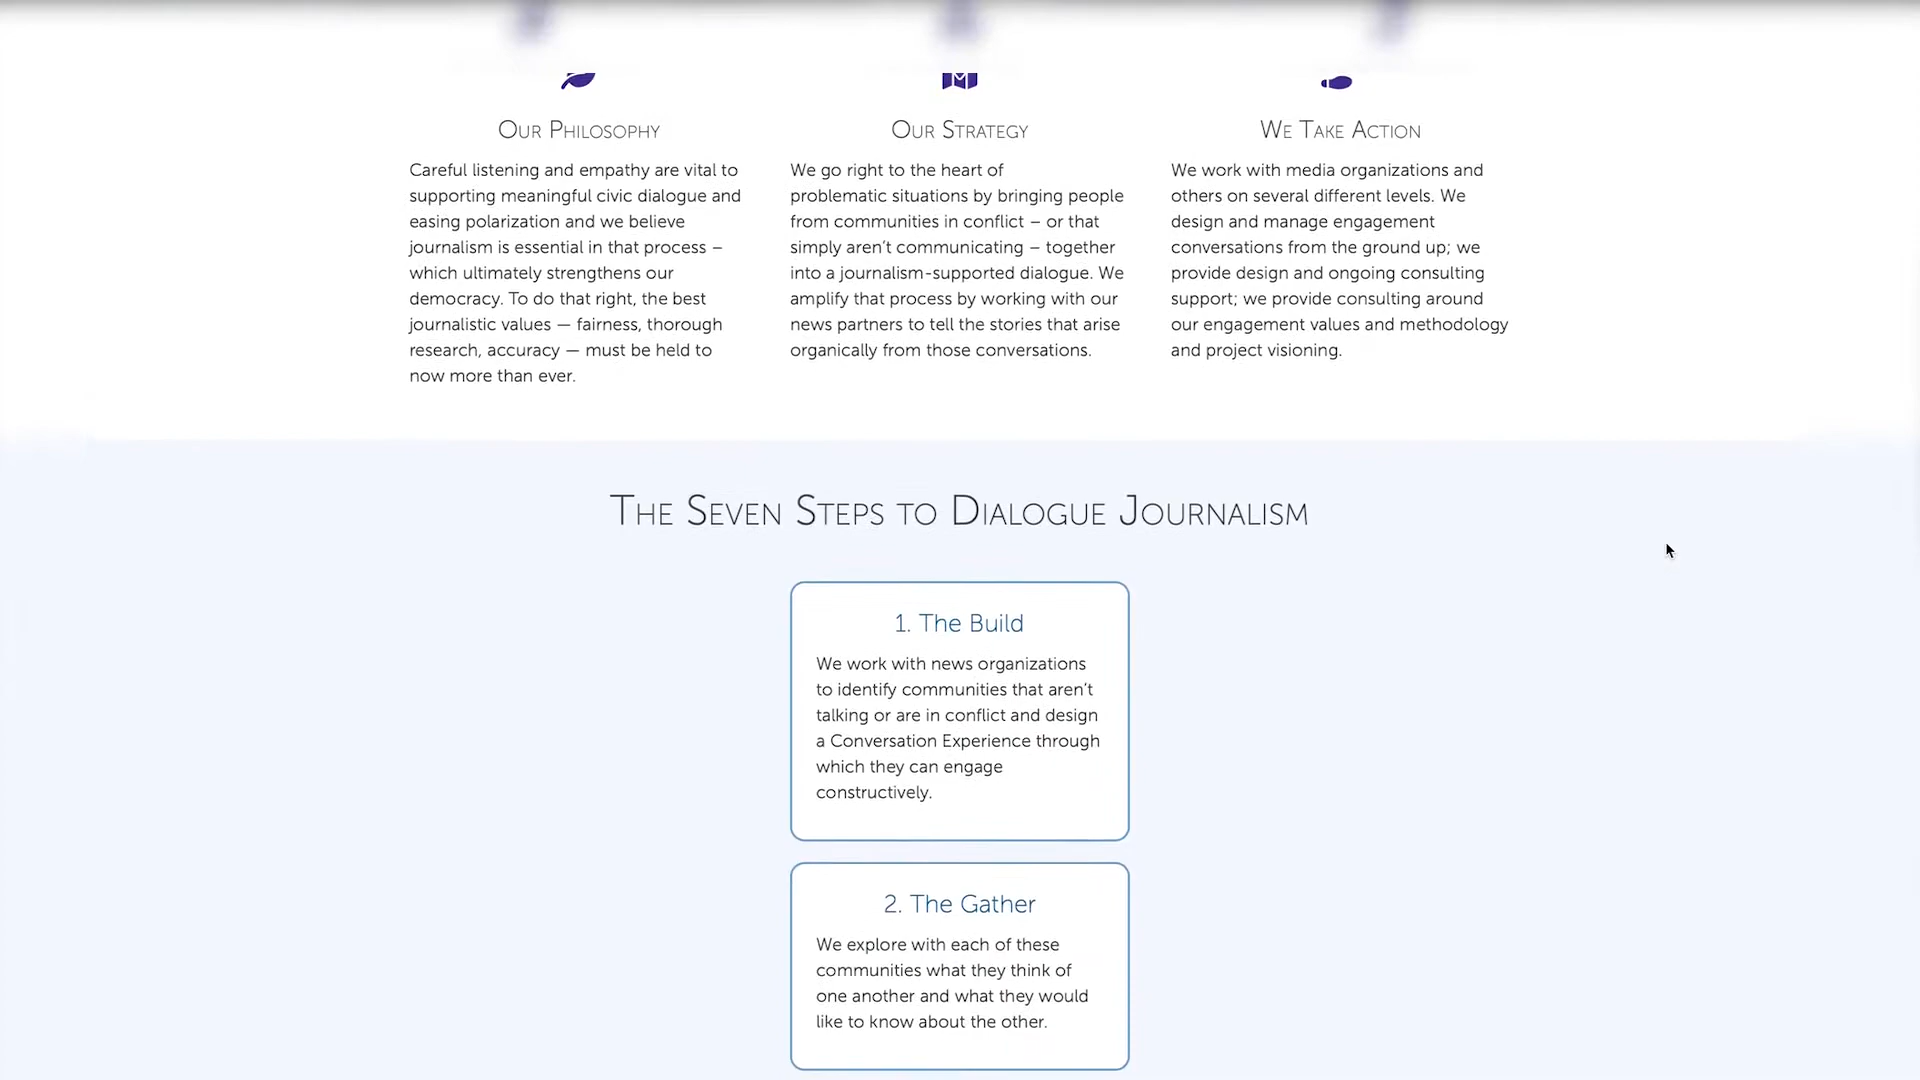 Our Philosophy
Careful listening and empathy are vital to
supporting meaningful civic dialogue and
easing polarization and we believe
journalism is essential in that process –
which ultimately strengthens our
democracy. To do that right, the best
journalistic values — fairness, thorough
research, accuracy — must be held to
now more than ever.
Our Strategy
We go right to the heart of
problematic situations by bringing people
from communities in conflict – or that
simply aren't communicating – together
into a journalism-supported dialogue. We
amplify that process by working with our
news partners to tell the stories that arise
organically from those conversations.
We Take Action
We work with media organizations and
others on several different levels. We
design and manage engagement
conversations from the ground up; we
provide design and ongoing consulting
support; we provide consulting around
our engagement values and methodology
and project visioning.
The Seven Steps to Dialogue Journalism
1. The Build
We work with news organizations
to identify communities that aren't
talking or are in conflict and design
a Conversation Experience through
which they can engage
constructively.
2. The Gather
We explore with each of these
communities what they think of
one another and what they would
like to know about the other.